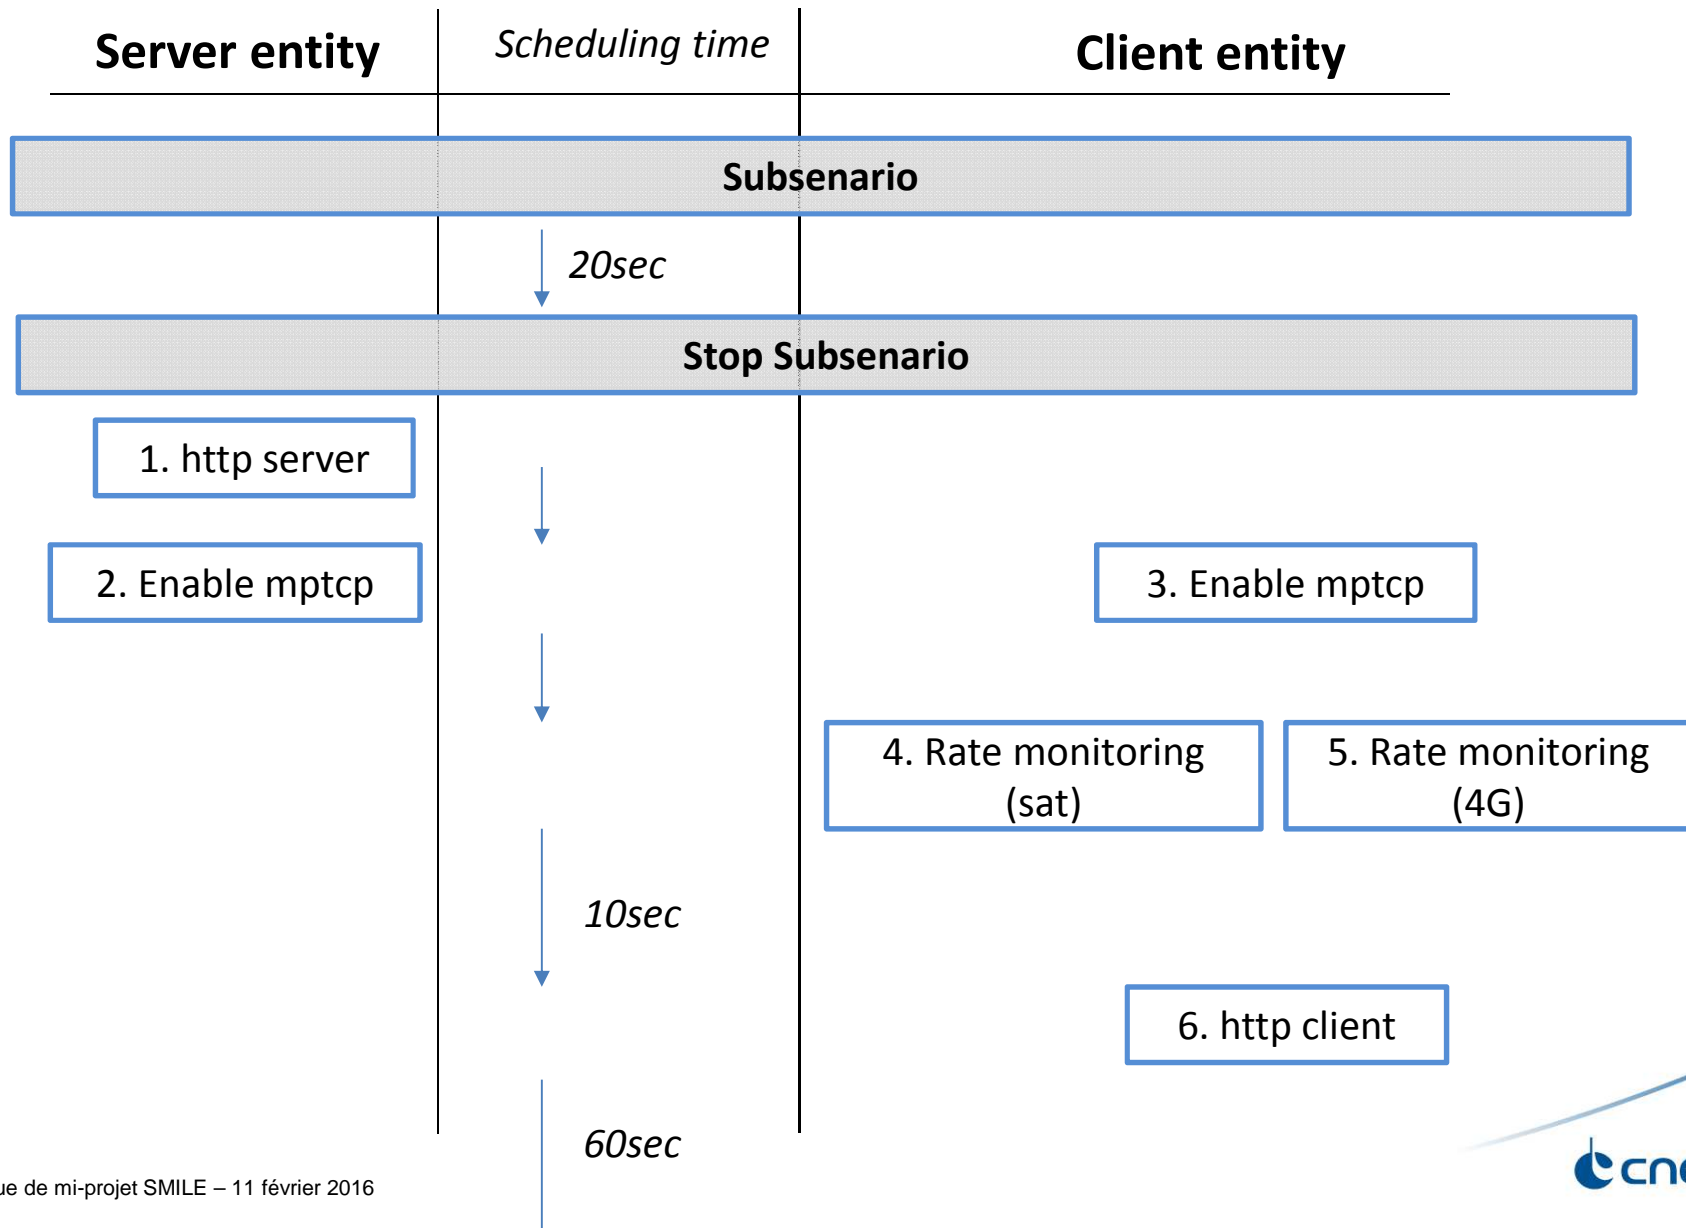 Server entity
Scheduling time
Client entity
Subsenario
20sec
Stop Subsenario
1. http server
2. Enable mptcp
3. Enable mptcp
4. Rate monitoring
(sat)
5. Rate monitoring
(4G)
10sec
6. http client
60sec
ue de mi-projet SMILE – 11 février 2016